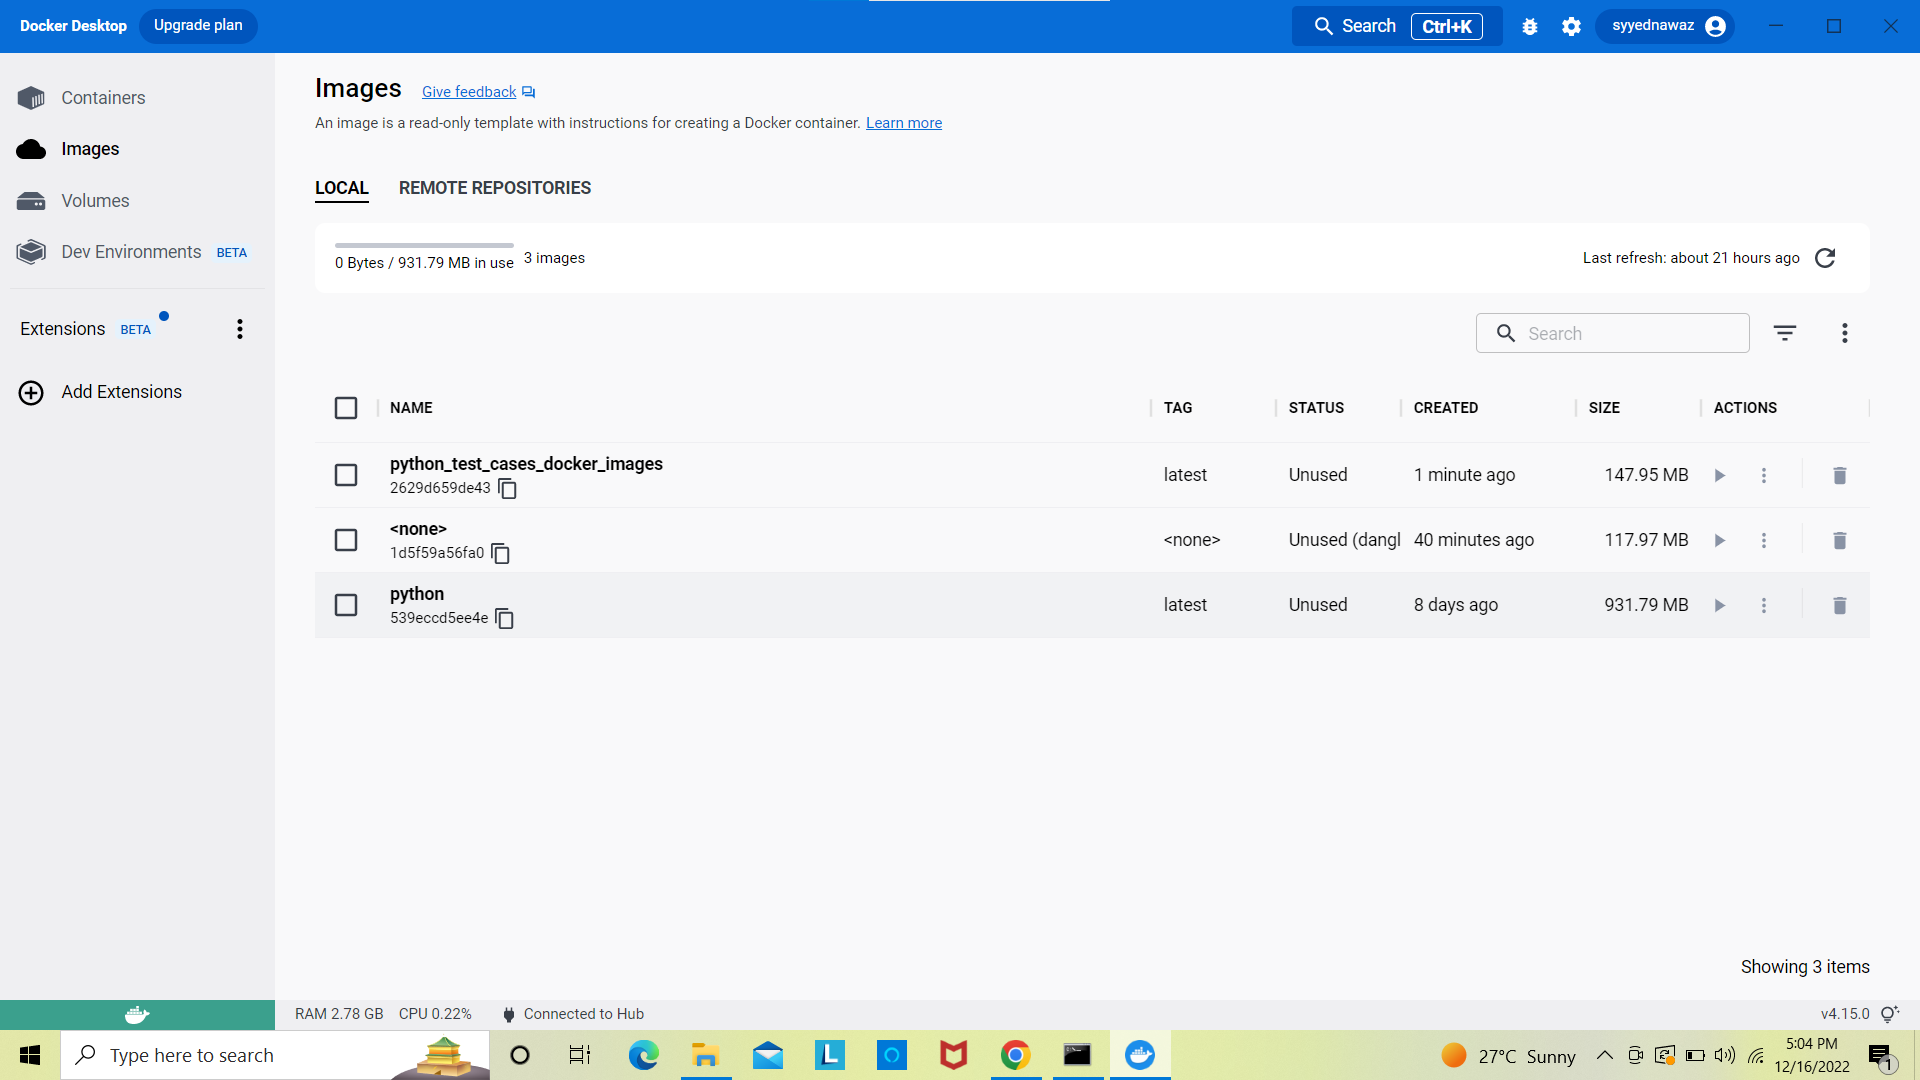 Docker Desktop
Upgrade plan
Search
Ctrl+K
syyednawaz
Containers
Images
Volumes
Dev Environments BETA
Extensions BETA
Add Extensions
Images
Give feedback
An image is a read-only template with instructions for creating a Docker container. Learn more
LOCAL
REMOTE REPOSITORIES
0 Bytes / 931.79 MB in use
3 images
Last refresh: about 21 hours ago
Search
NAME TAG STATUS CREATED SIZE ACTIONS
python_test_cases_docker_images
2629d659de43
latest Unused 1 minute ago 147.95 MB
<none>
1d5f59a56fa0
<none> Unused (dangl 40 minutes ago 117.97 MB
python
539eccd5ee4e
latest Unused 8 days ago 931.79 MB
Showing 3 items
RAM 2.78 GB CPU 0.22% Connected to Hub
v4.15.0
Type here to search
L
27°C Sunny
5:04 PM
12/16/2022
1